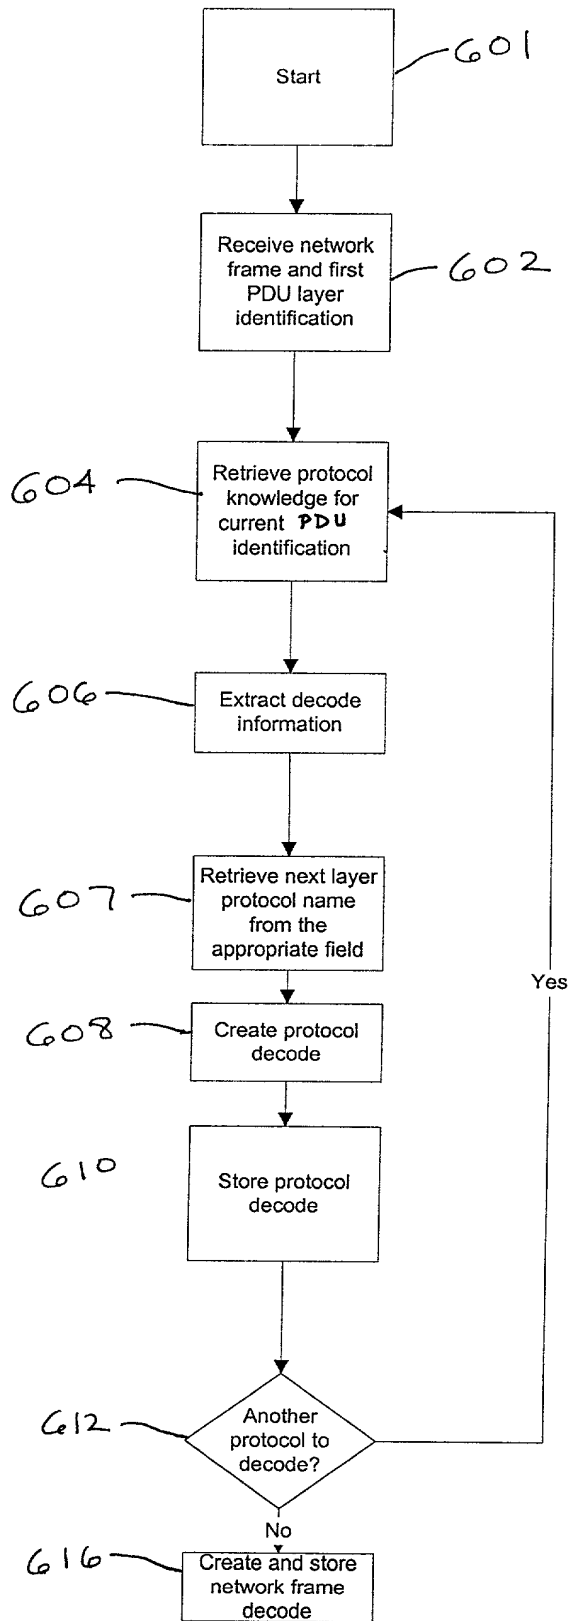 Start
601
Receive network
frame and first
PDU layer
identification
602
604
Retrieve protocol
knowledge for
current PDU
identification
606
Extract decode
information
607
Retrieve next layer
protocol name
from the
appropriate field
608
Create protocol
decode
610
Store protocol
decode
Yes
612
Another
protocol to
decode?
No
616
Create and store
network frame
decode